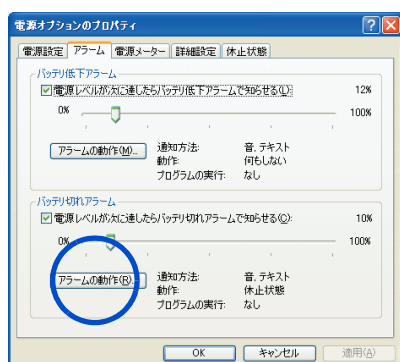 電源オプションのプロパティ
電源設定 アラーム 電源メーター 詳細設定 休止状態
バッテリ低下アラーム
電源レベルが次に達したらバッテリ低下アラームで知らせる(L): 12%
0% 100%
アラームの動作(M)... 通知方法: 音, テキスト
動作: 何もしない
プログラムの実行: なし
バッテリ切れアラーム
電源レベルが次に達したらバッテリ切れアラームで知らせる(C): 10%
0% 100%
アラームの動作(R)... 通知方法: 音, テキスト
動作: 休止状態
プログラムの実行: なし
OK キャンセル 適用(A)